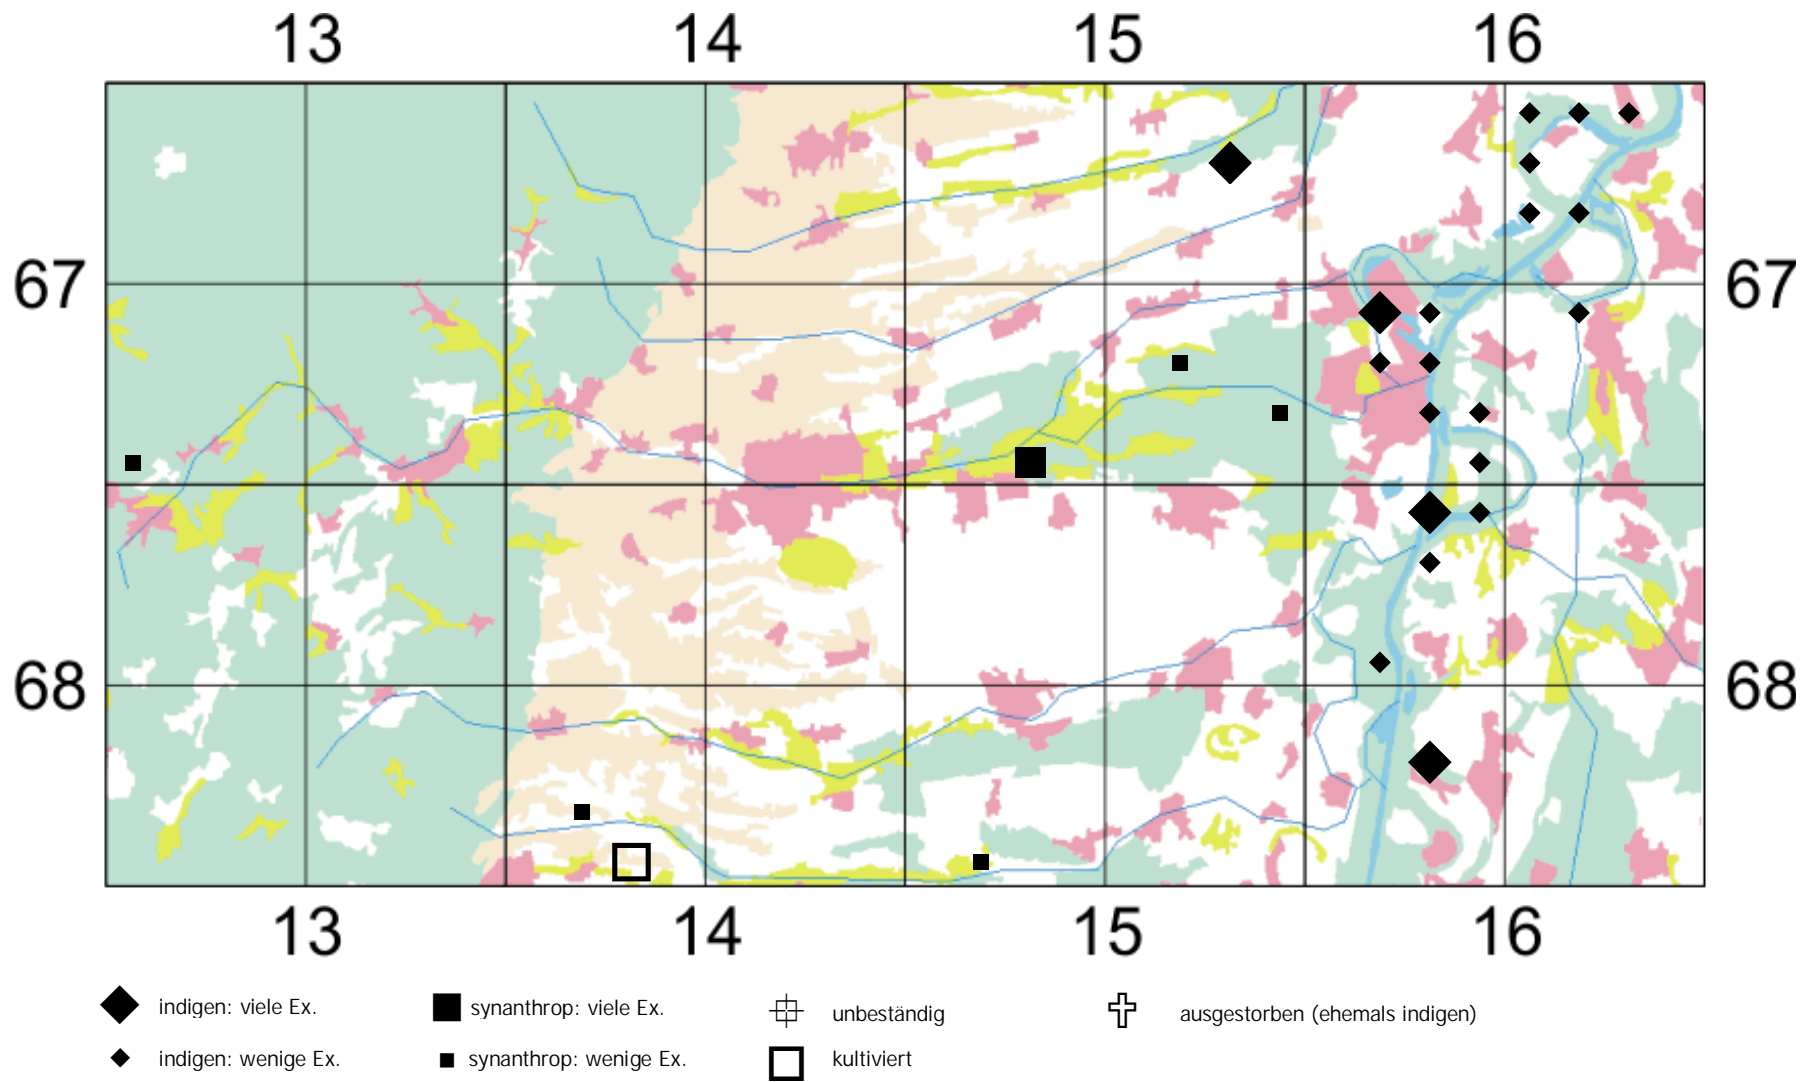 13 14 15 16
67 67
68 68
13 14 15 16
indigen: viele Ex. synanthrop: viele Ex. unbeständig ausgestorben (ehemals indigen)
indigen: wenige Ex. synanthrop: wenige Ex. kultiviert